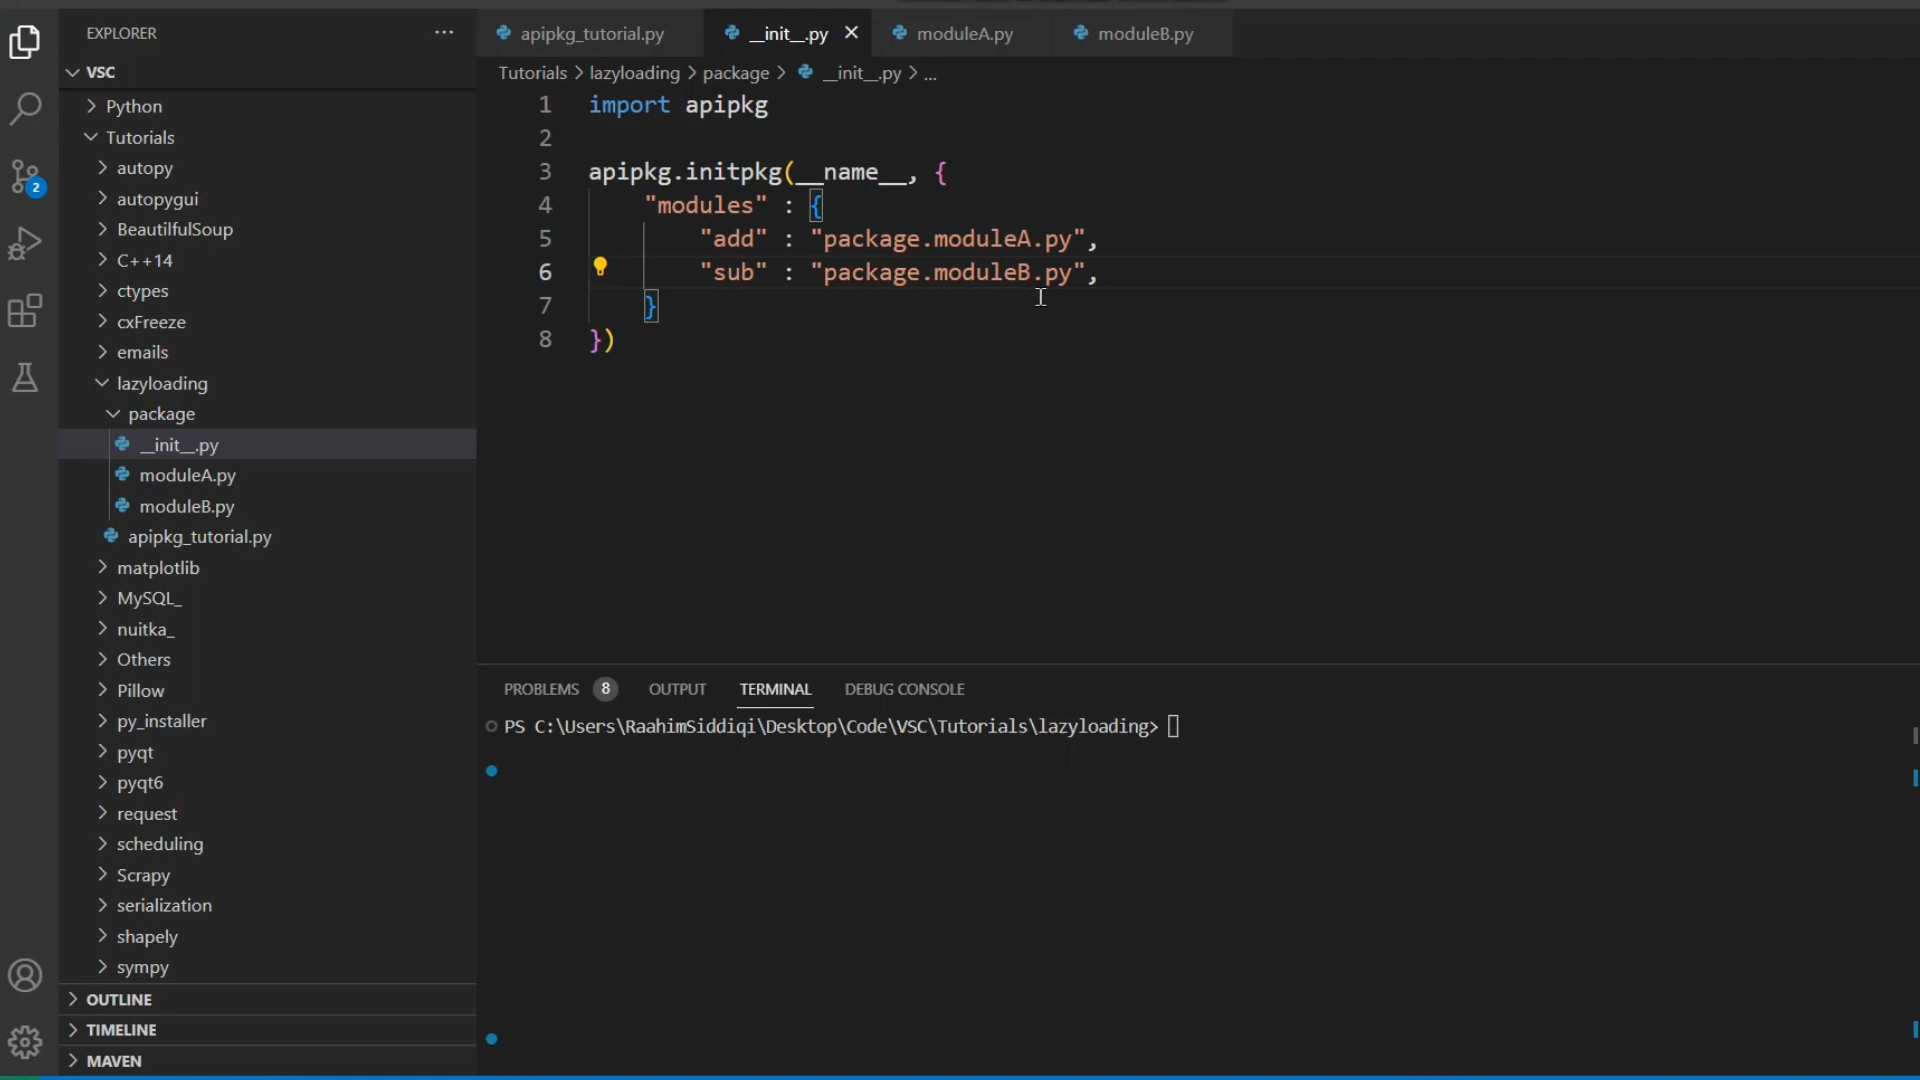 EXPLORER
VSC
Python
Tutorials
autopy
autopygui
BeautilfulSoup
C++14
ctypes
cxFreeze
emails
lazyloading
package
__init__.py
moduleA.py
moduleB.py
apipkg_tutorial.py
matplotlib
MySQL_
nuitka_
Others
Pillow
py_installer
pyqt
pyqt6
request
scheduling
Scrapy
serialization
shapely
sympy
OUTLINE
TIMELINE
MAVEN
2
apipkg_tutorial.py __init__.py moduleA.py moduleB.py
Tutorials > lazyloading > package > __init__.py > ...
1 import apipkg
2
3 apipkg.initpkg(__name__, {
4 "modules" : {
5 "add" : "package.moduleA.py",
6 "sub" : "package.moduleB.py",
7 }
8 })
PROBLEMS 8 OUTPUT TERMINAL DEBUG CONSOLE
PS C:\Users\RaahimSiddiqi\Desktop\Code\VSC\Tutorials\lazyloading>